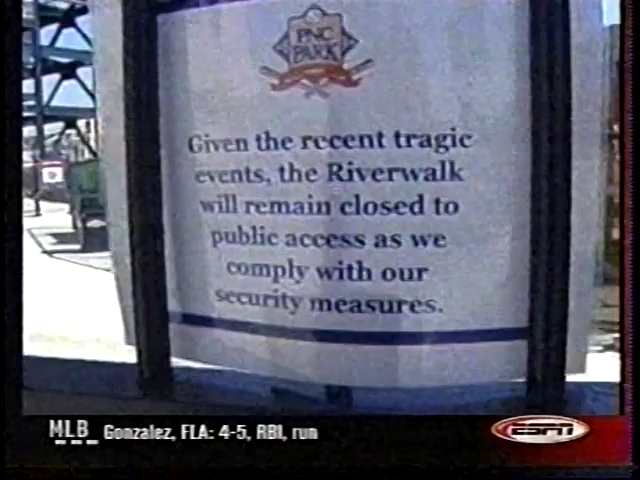 PNC
PARK
Given the recent tragic
events, the Riverwalk
will remain closed to
public access as we
comply with our
security measures.
MLB Gonzalez, FLA: 4-5, RBI, run
ESPN